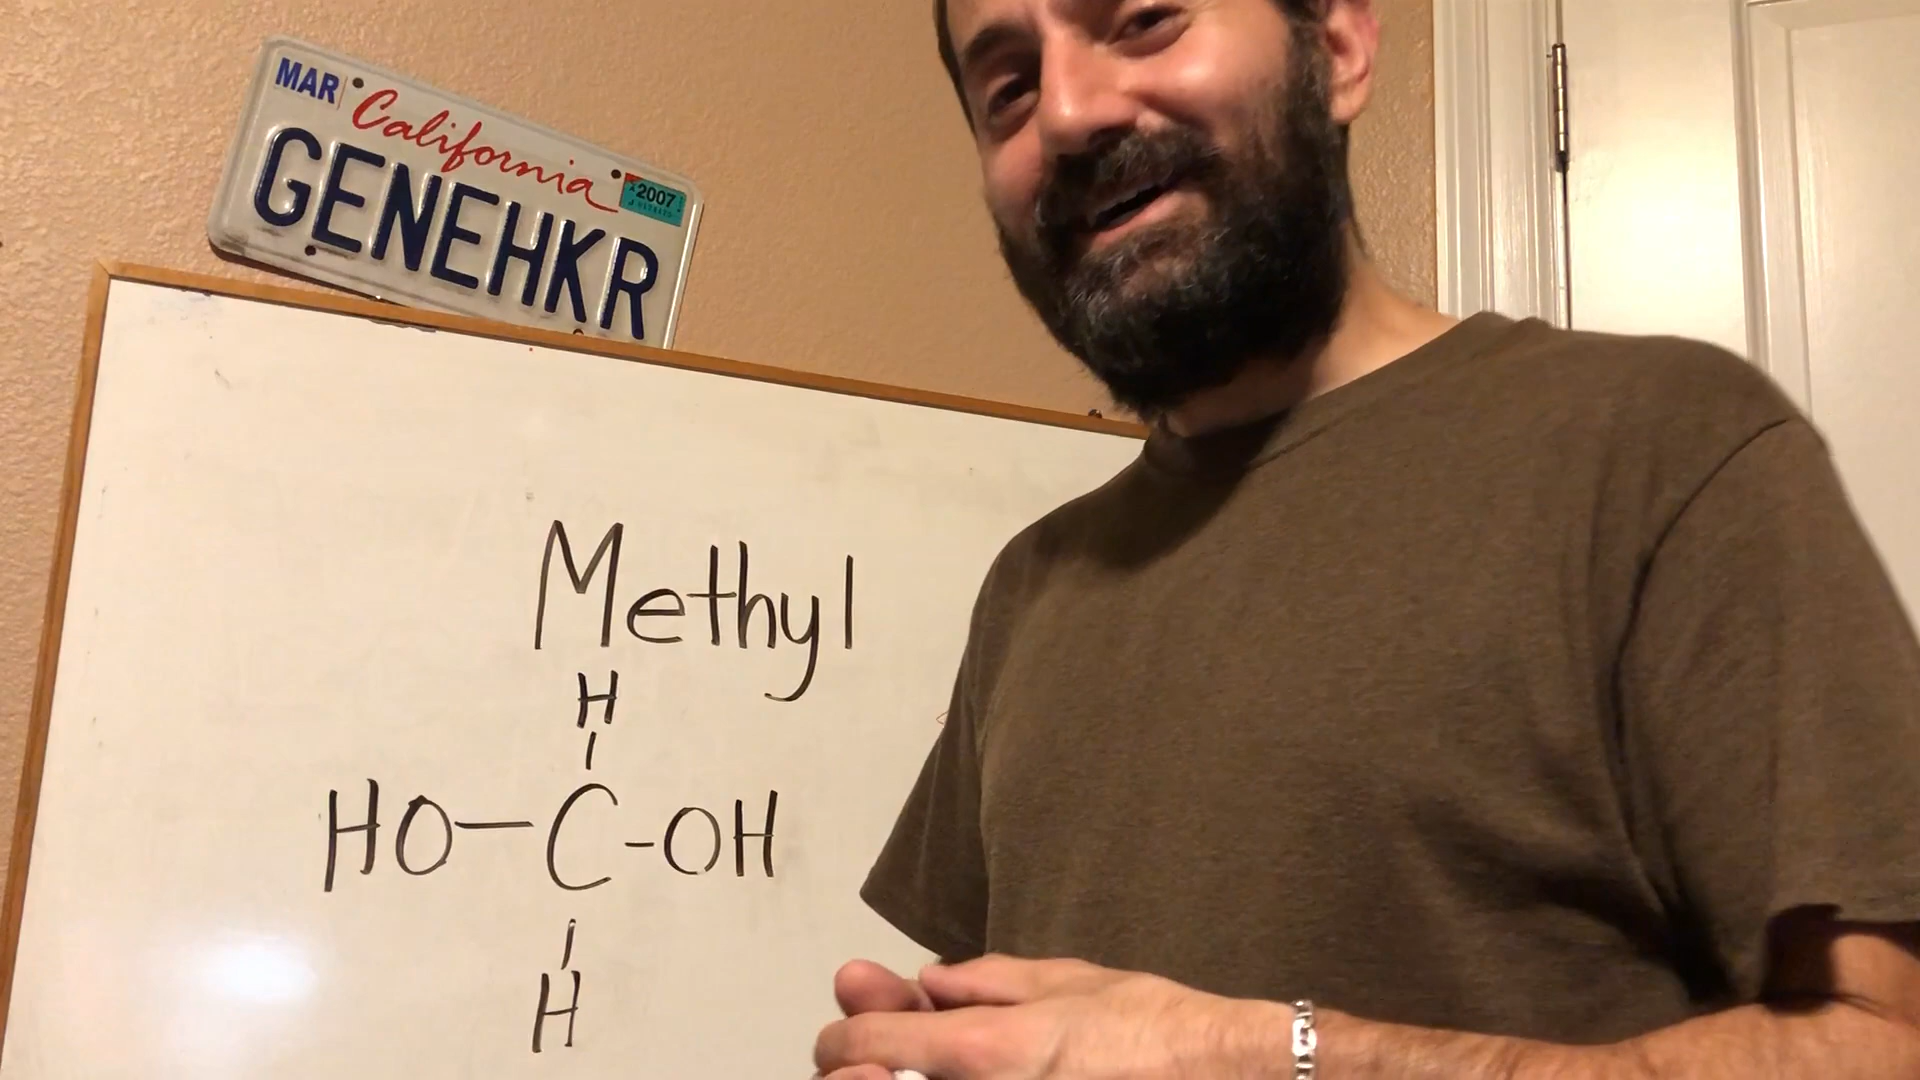 MAR
California
2007
GENEHKR
Methyl
H
HO-C-OH
H